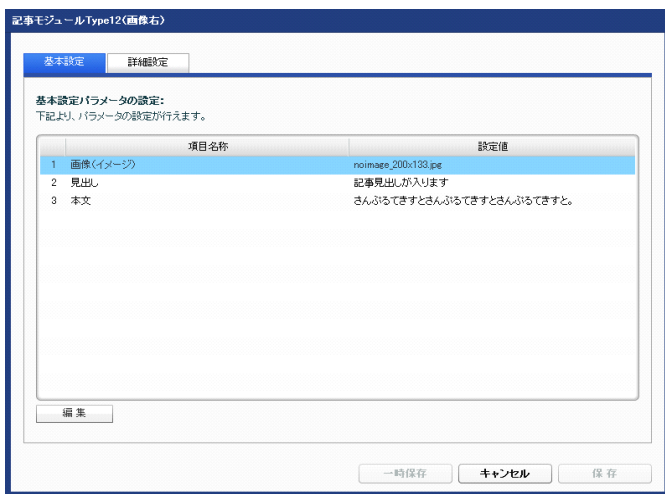 記事モジュールType12(画像右)
基本設定 詳細設定
基本設定パラメータの設定:
下記より、パラメータの設定が行えます。
項目名称 設定値
1 画像(イメージ) noimage_200x133.jpg
2 見出し 記事見出しが入ります
3 本文 さんぷるてきすとさんぷるてきすとさんぷるてきすと。
編集
一時保存 キャンセル 保存